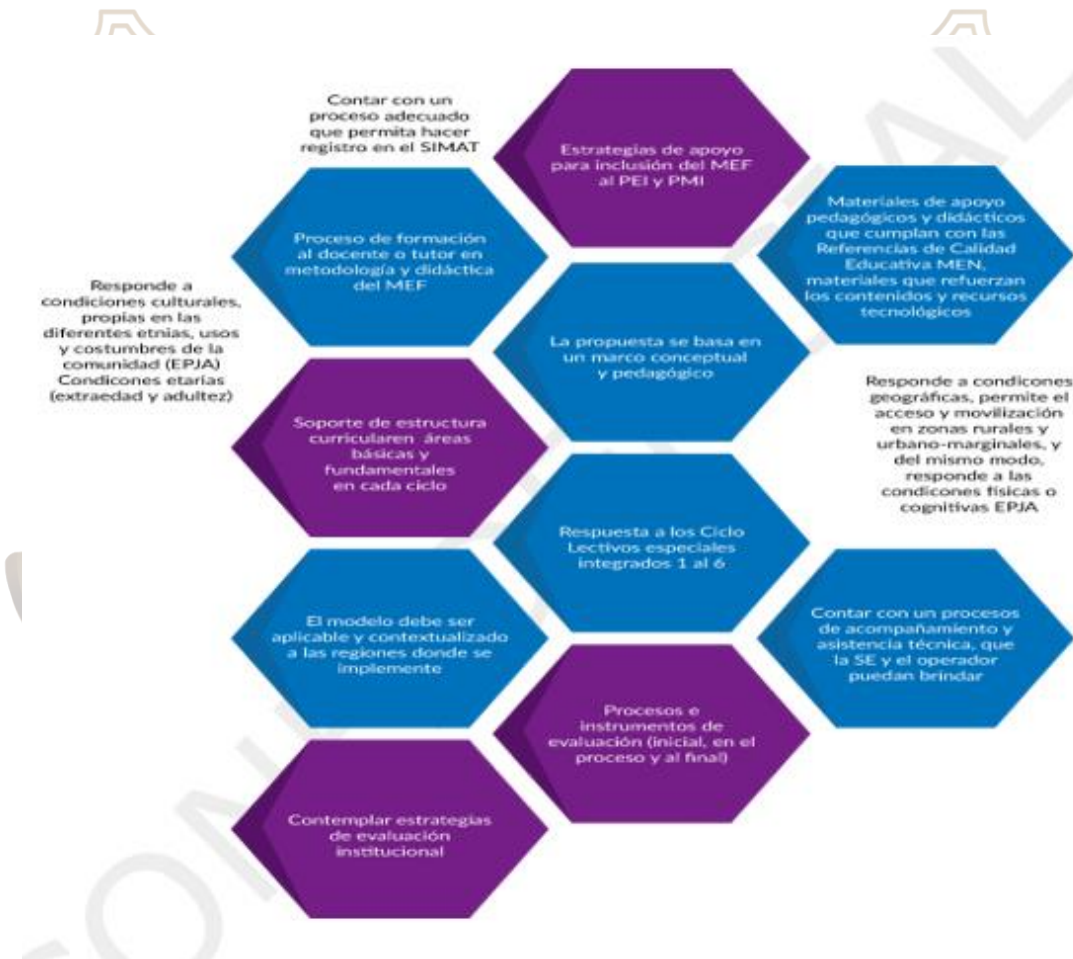 Contar con un
proceso adecuado
que permita hacer
registro en el SIMAT
Estrategias de apoyo
para inclusión del MEF
al PEI y PMI
Materiales de apoyo
pedagógicos y didácticos
que cumplan con las
Referencias de Calidad
Educativa MEN,
materiales que refuerzan
los contenidos y recursos
tecnológicos
Proceso de formación
al docente o tutor en
metodología y didáctica
del MEF
Responde a
condiciones culturales,
propias en las
diferentes etnias, usos
y costumbres de la
comunidad (EPJA)
Condicones etarias
(extraedad y adultez)
La propuesta se basa en
un marco conceptual
y pedagógico
Responde a condicones
geográficas, permite el
acceso y movilización
en zonas rurales y
urbano-marginales, y
del mismo modo,
responde a las
condicones físicas o
cognitivas EPJA
Soporte de estructura
curricularen áreas
básicas y
fundamentales
en cada ciclo
Respuesta a los Ciclo
Lectivos especiales
integrados 1 al 6
El modelo debe ser
aplicable y contextualizado
a las regiones donde se
implemente
Contar con un procesos
de acompañamiento y
asistencia técnica, que
la SE y el operador
puedan brindar
Procesos e
instrumentos de
evaluación (inicial, en el
proceso y al final)
Contemplar estrategias
de evaluación
institucional